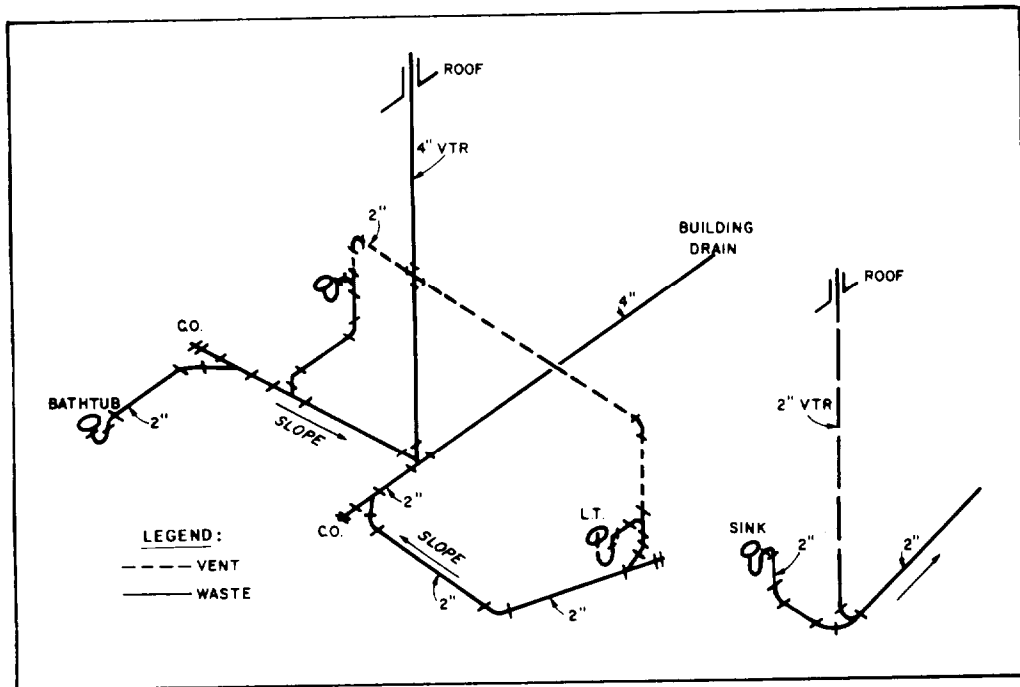 ROOF
4" VTR
2"
BUILDING
DRAIN
4"
ROOF
C.O.
2" VTR
BATHTUB
2"
SLOPE
2"
C.O.
L.T.
SINK
2"
2"
LEGEND:
VENT
WASTE
SLOPE
2"
2"